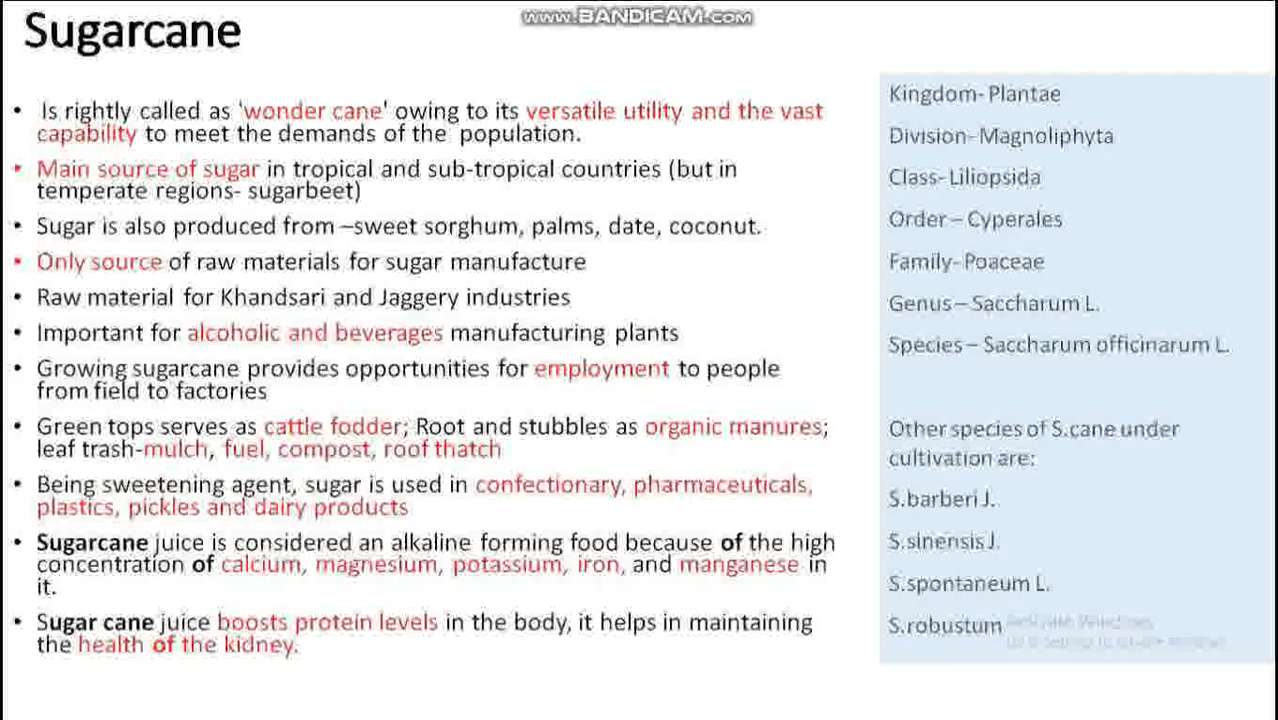 www.BANDICAM.com
Sugarcane
• Is rightly called as 'wonder cane' owing to its versatile utility and the vast
capability to meet the demands of the population.
• Main source of sugar in tropical and sub-tropical countries (but in
temperate regions- sugarbeet)
• Sugar is also produced from –sweet sorghum, palms, date, coconut.
• Only source of raw materials for sugar manufacture
• Raw material for Khandsari and Jaggery industries
• Important for alcoholic and beverages manufacturing plants
• Growing sugarcane provides opportunities for employment to people
from field to factories
• Green tops serves as cattle fodder; Root and stubbles as organic manures;
leaf trash-mulch, fuel, compost, roof thatch
• Being sweetening agent, sugar is used in confectionary, pharmaceuticals,
plastics, pickles and dairy products
• Sugarcane juice is considered an alkaline forming food because of the high
concentration of calcium, magnesium, potassium, iron, and manganese in
it.
• Sugar cane juice boosts protein levels in the body, it helps in maintaining
the health of the kidney.
Kingdom- Plantae
Division- Magnoliphyta
Class- Liliopsida
Order – Cyperales
Family- Poaceae
Genus – Saccharum L.
Species – Saccharum officinarum L.
Other species of S.cane under
cultivation are:
S.barberi J.
S.sinensis J.
S.spontaneum L.
S.robustum